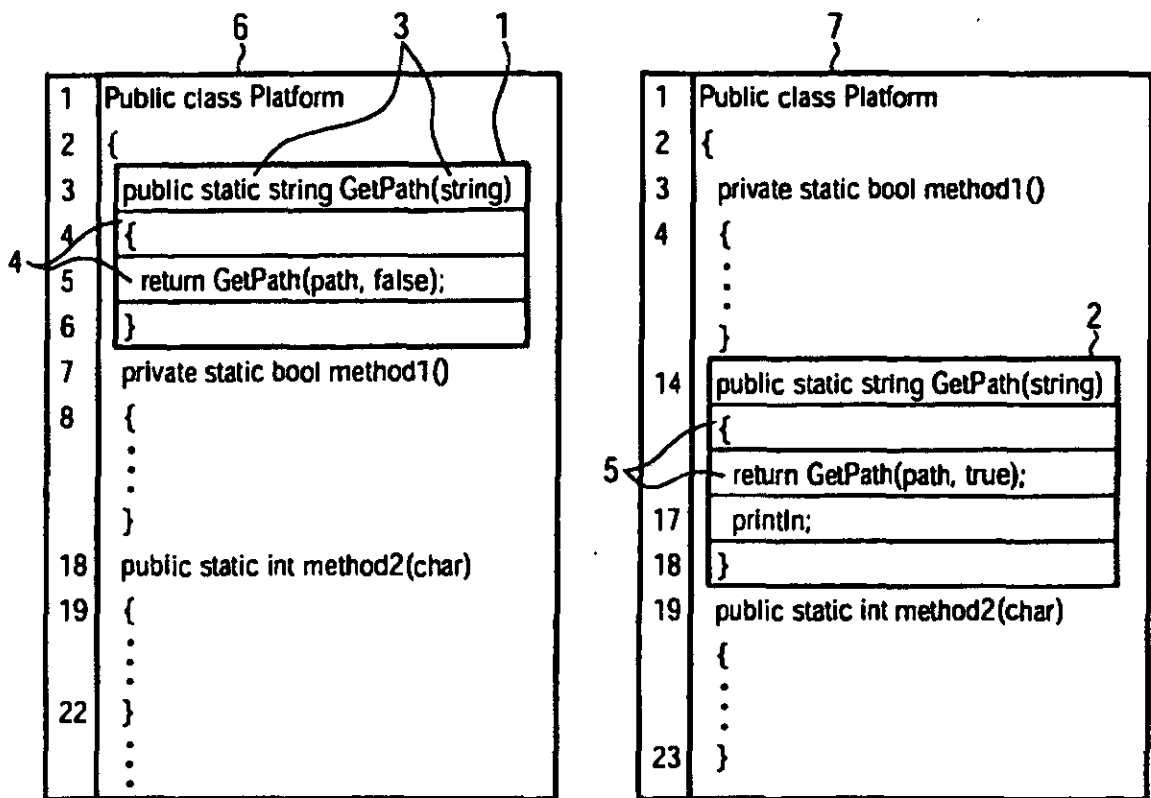 6 3 1
1 Public class Platform
2 {
3 public static string GetPath(string)
4 {
4
5 return GetPath(path, false);
6 }
7 private static bool method1()
8 {
}
18 public static int method2(char)
19 {
22 }
7
1 Public class Platform
2 {
3 private static bool method1()
4 {
}
2
14 public static string GetPath(string)
{
5
return GetPath(path, true);
17 println;
18 }
19 public static int method2(char)
{
23 }